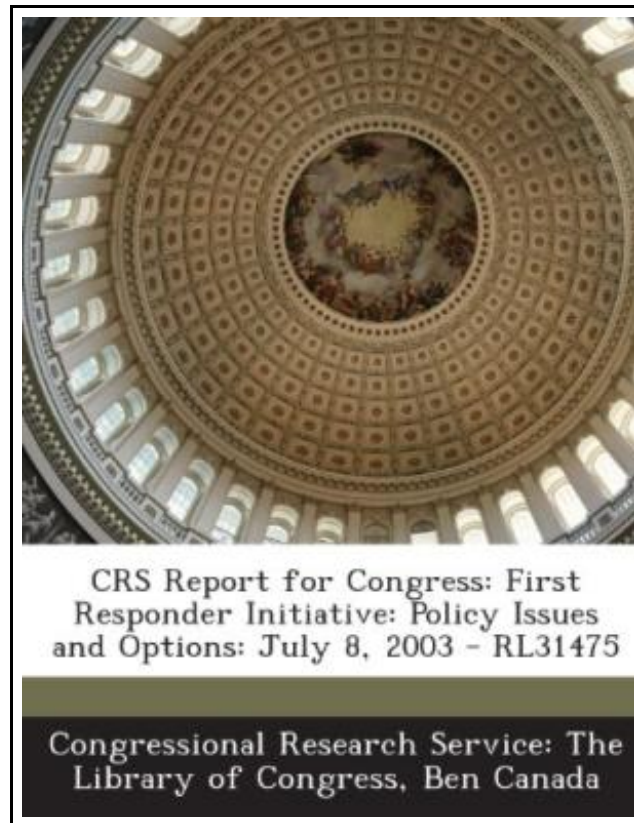 CRS Report for Congress: First
Responder Initiative: Policy Issues
and Options: July 8, 2003 - RL31475
Congressional Research Service: The
Library of Congress, Ben Canada